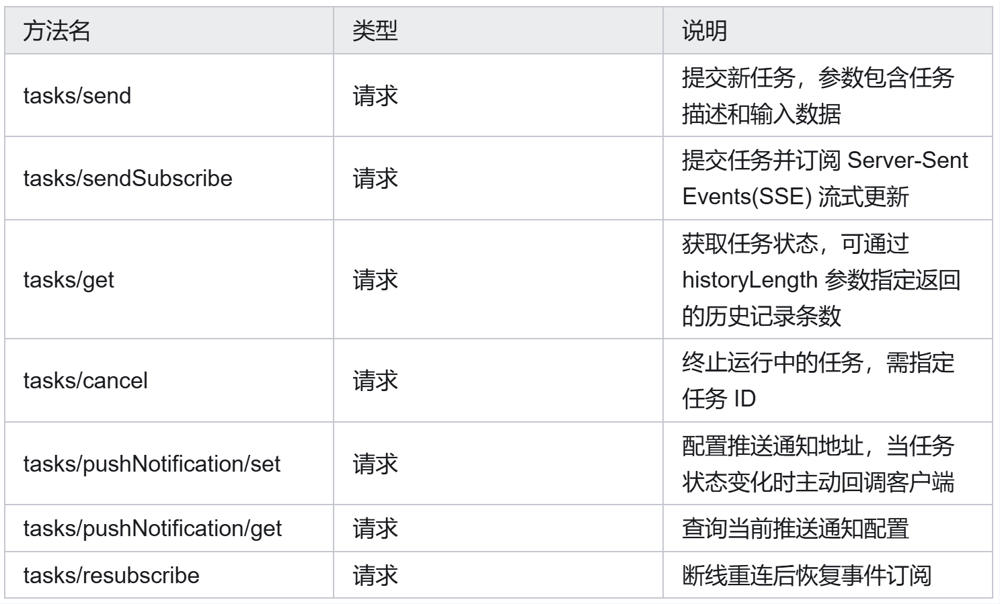 方法名
类型
说明
tasks/send
请求
提交新任务，参数包含任务
描述和输入数据
tasks/sendSubscribe
请求
提交任务并订阅 Server-Sent
Events(SSE) 流式更新
tasks/get
请求
获取任务状态，可通过
historyLength 参数指定返回
的历史记录条数
tasks/cancel
请求
终止运行中的任务，需指定
任务 ID
tasks/pushNotification/set
请求
配置推送通知地址，当任务
状态变化时主动回调客户端
tasks/pushNotification/get
请求
查询当前推送通知配置
tasks/resubscribe
请求
断线重连后恢复事件订阅